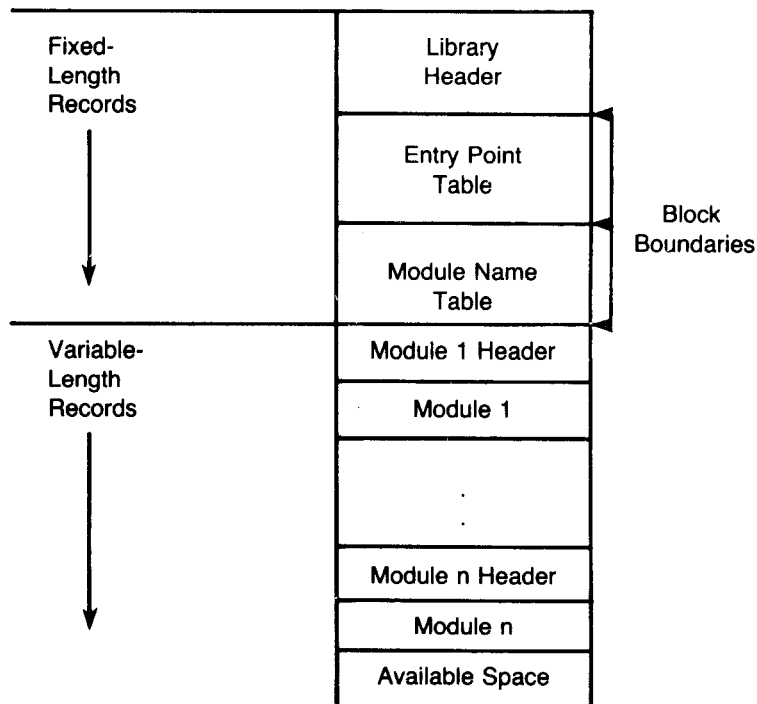 Fixed-
Length
Records
Library
Header
Entry Point
Table
Block
Boundaries
Module Name
Table
Variable-
Length
Records
Module 1 Header
Module 1
.
.
Module n Header
Module n
Available Space